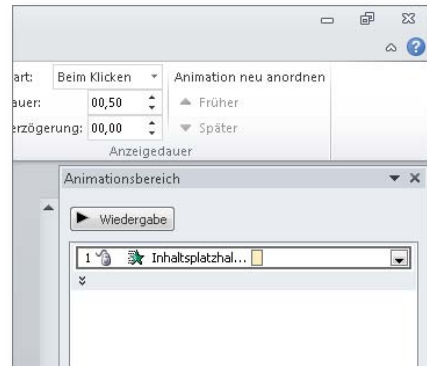 art: Beim Klicken Animation neu anordnen
auer: 00,50 Früher
erzögerung: 00,00 Später
Anzeigedauer
Animationsbereich
Wiedergabe
1 Inhaltsplatzhal...